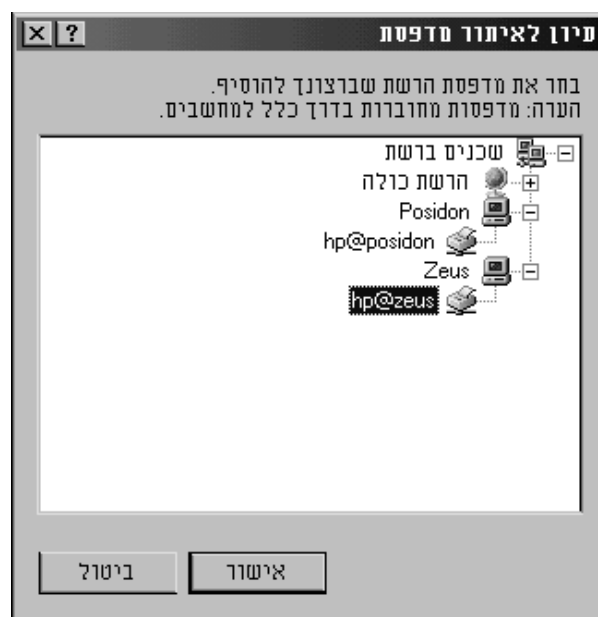 עיון לאיתור מדפסת
בחר את מדפסת הרשת שברצונך להוסיף.
הערה: מדפסות מחוברות בדרך כלל למחשבים.
שכנים ברשת
הרשת כולה
Posidon
hp@posidon
Zeus
hp@zeus
אישור
ביטול